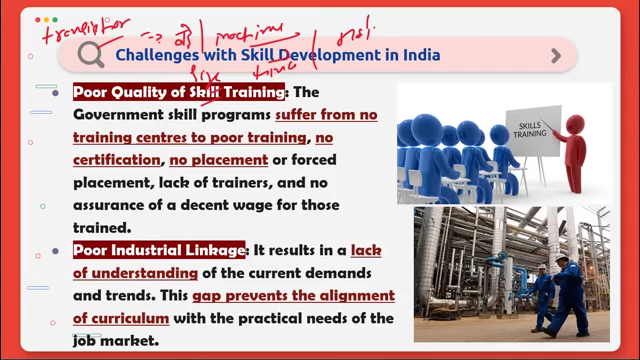 transistor → machine
size time
Challenges with Skill Development in India
Poor Quality of Skill Training: The
Government skill programs suffer from no
training centres to poor training, no
certification, no placement or forced
placement, lack of trainers, and no
assurance of a decent wage for those
trained.
Poor Industrial Linkage: It results in a lack
of understanding of the current demands
and trends. This gap prevents the alignment
of curriculum with the practical needs of the
job market.
SKILLS
TRAINING